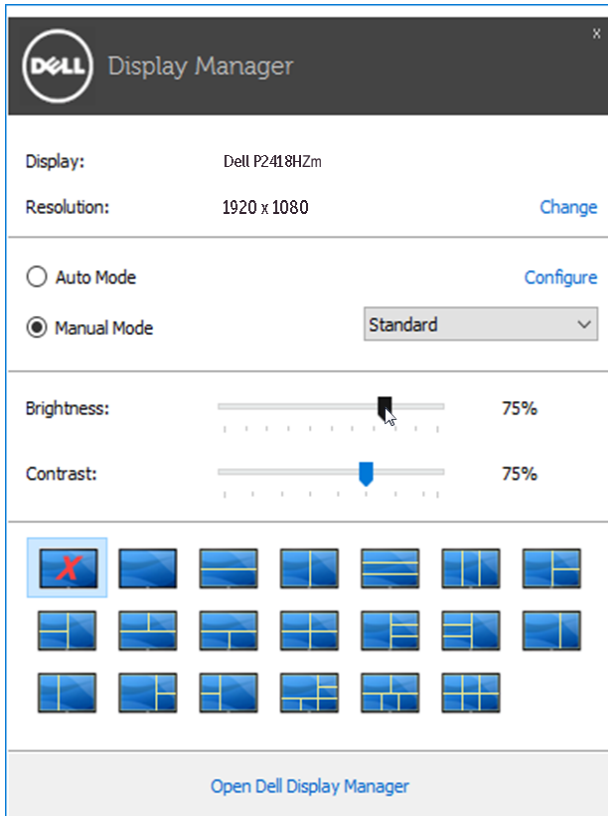 X
DELL Display Manager
Display: Dell P2418HZm
Resolution: 1920 x 1080 Change
Auto Mode Configure
Manual Mode Standard
Brightness: 75%
Contrast: 75%
Open Dell Display Manager